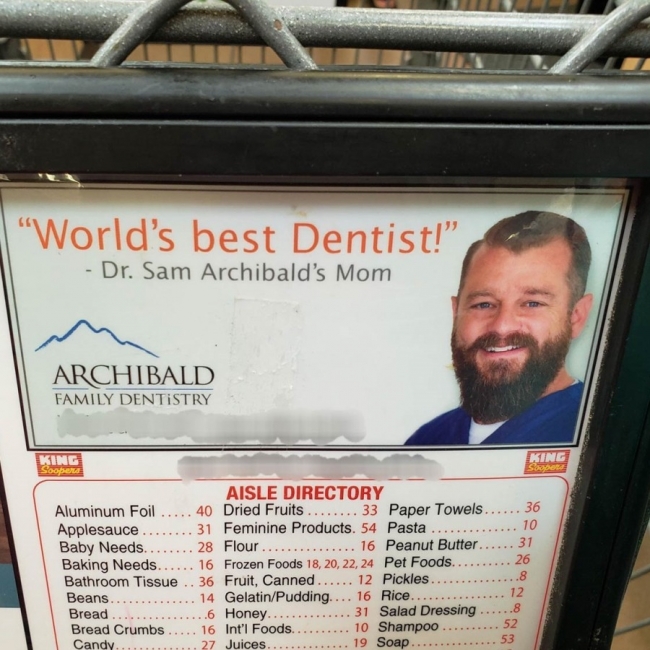 “World’s best Dentist!”
- Dr. Sam Archibald’s Mom
ARCHIBALD
FAMILY DENTISTRY
KING Soopers
KING Soopers
AISLE DIRECTORY
Aluminum Foil ..... 40
Applesauce ...... 31
Baby Needs........ 28
Baking Needs...... 16
Bathroom Tissue .. 36
Beans............... 14
Bread ................6
Bread Crumbs .... 16
Candy............... 27
Dried Fruits ........ 33
Feminine Products. 54
Flour ............... 16
Frozen Foods 18, 20, 22, 24
Fruit, Canned ...... 12
Gelatin/Pudding.... 16
Honey.............. 31
Int’l Foods.......... 10
Juices.............. 19
Paper Towels...... 36
Pasta .............. 10
Peanut Butter...... 31
Pet Foods.......... 26
Pickles...............8
Rice................ 12
Salad Dressing .....8
Shampoo .......... 52
Soap............... 53